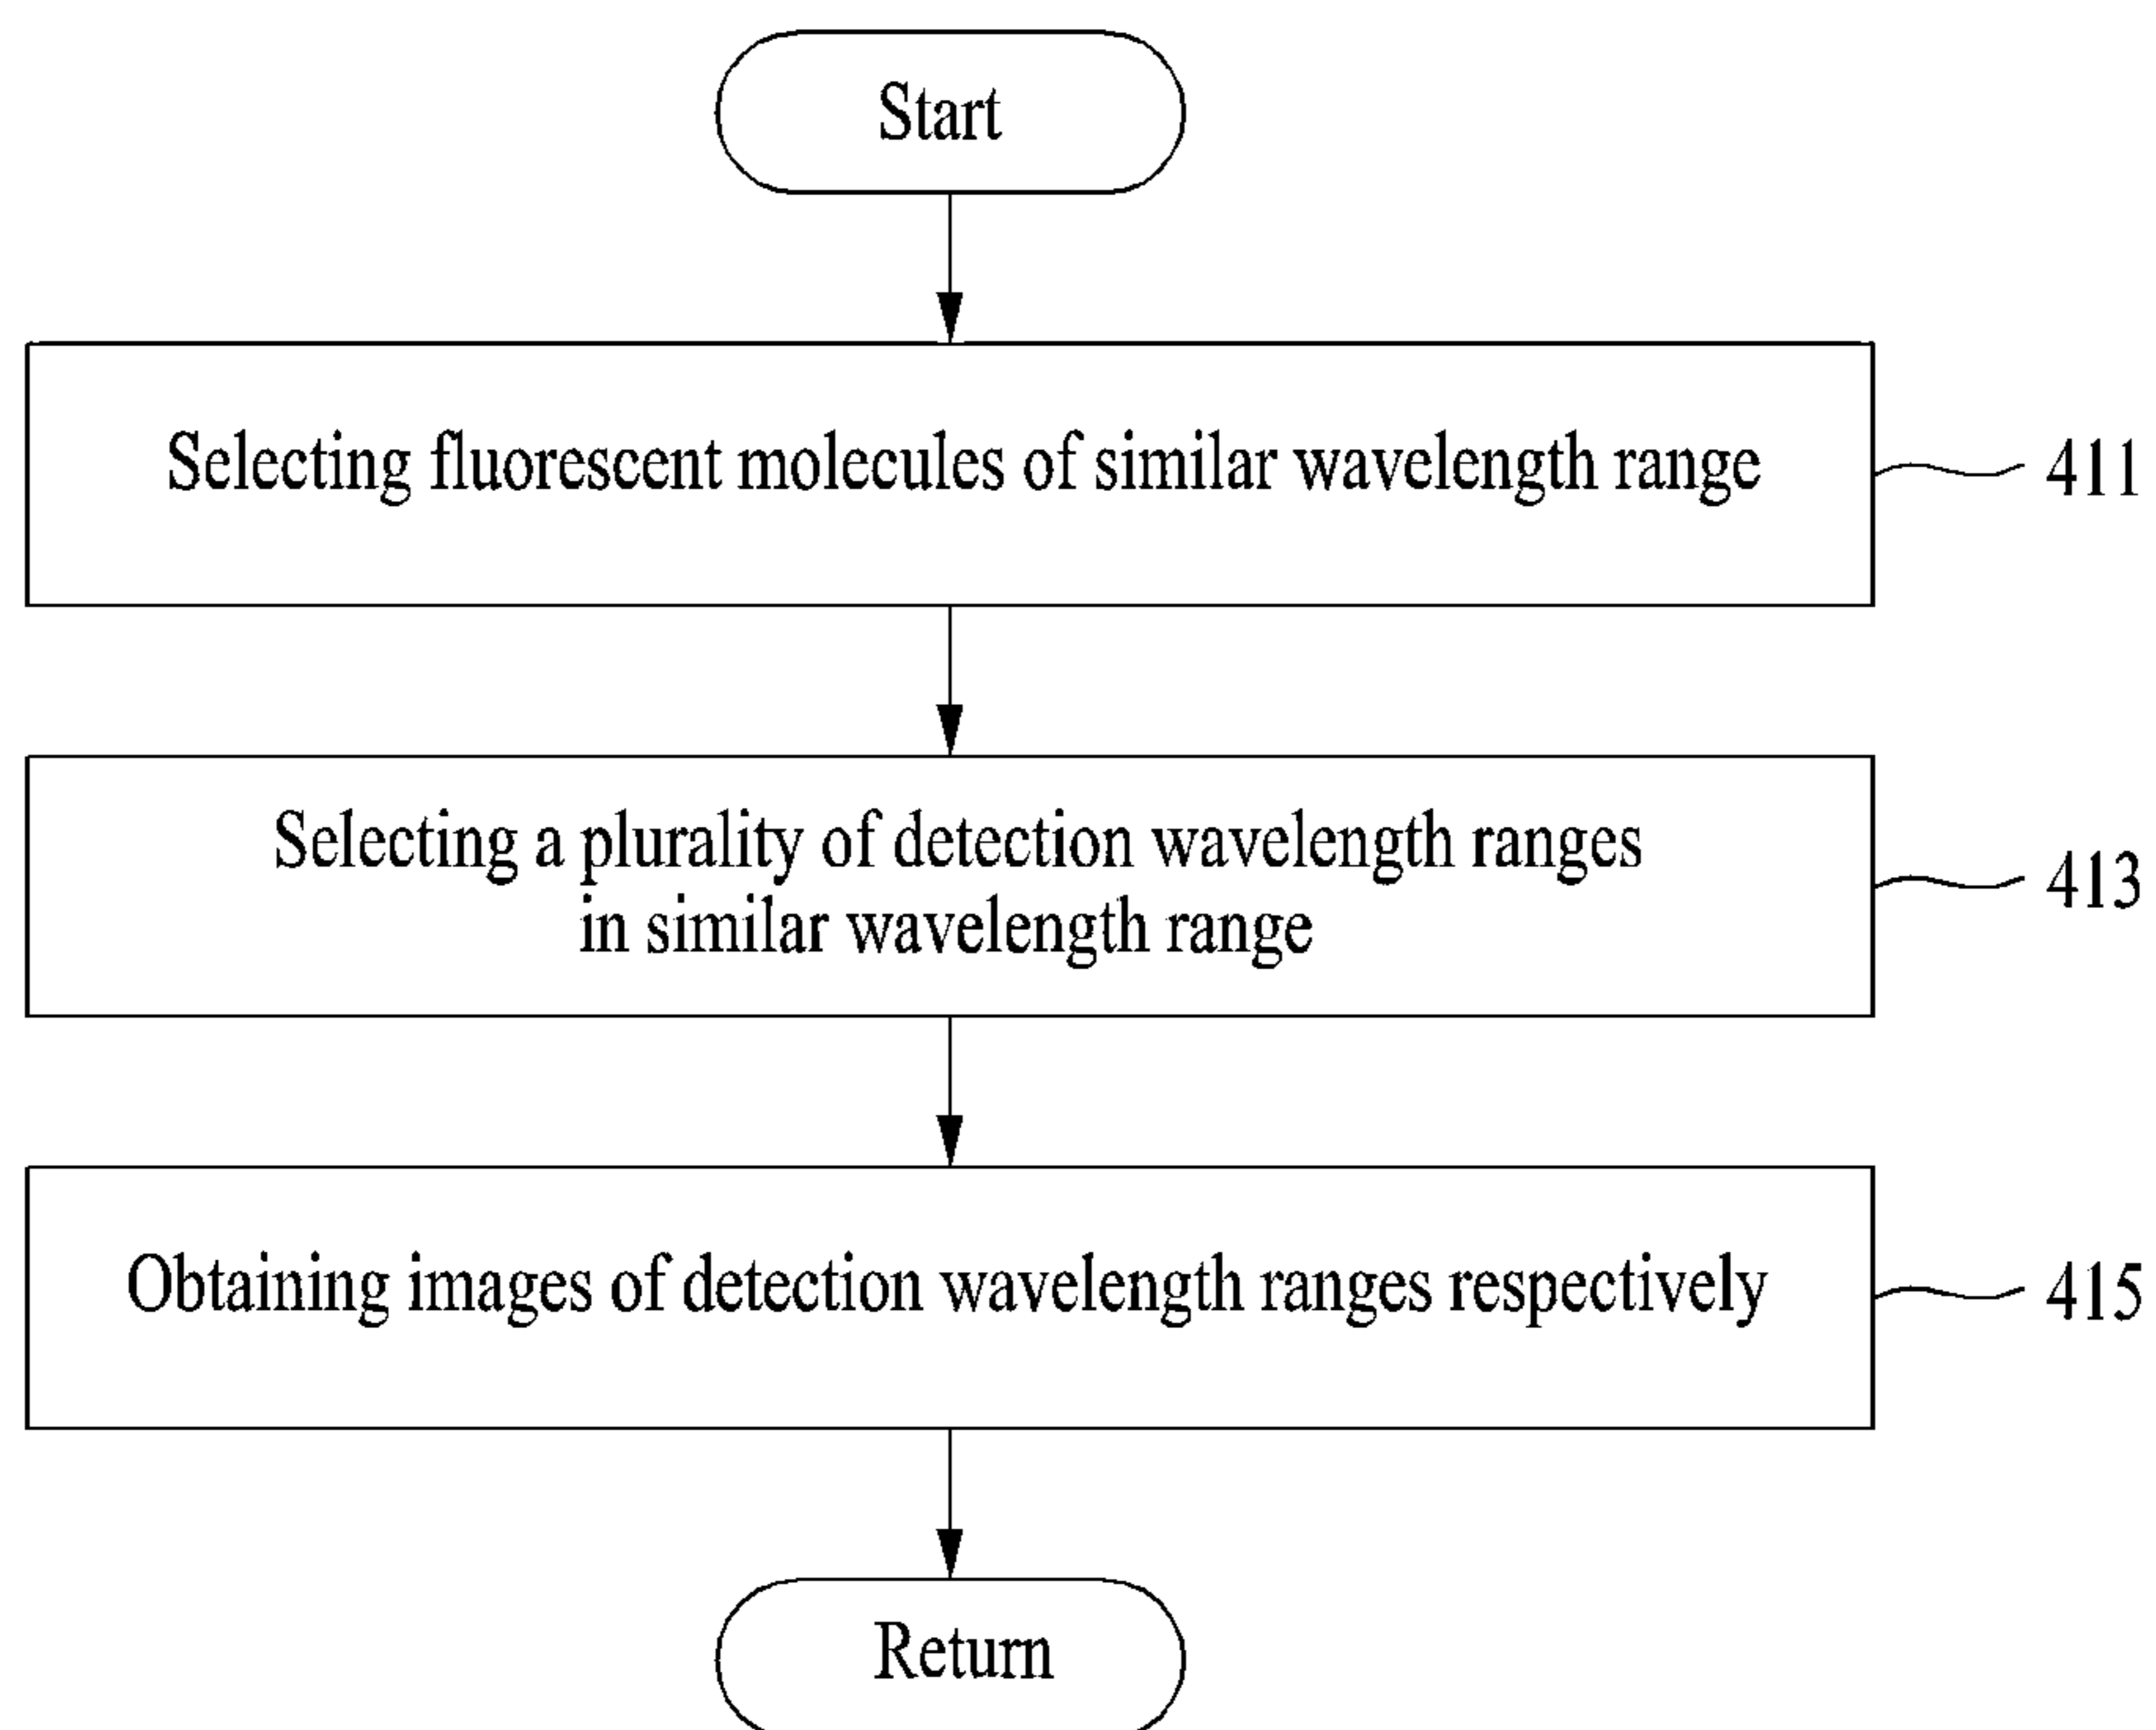 Start
Selecting fluorescent molecules of similar wavelength range
411
Selecting a plurality of detection wavelength ranges
in similar wavelength range
413
Obtaining images of detection wavelength ranges respectively
415
Return